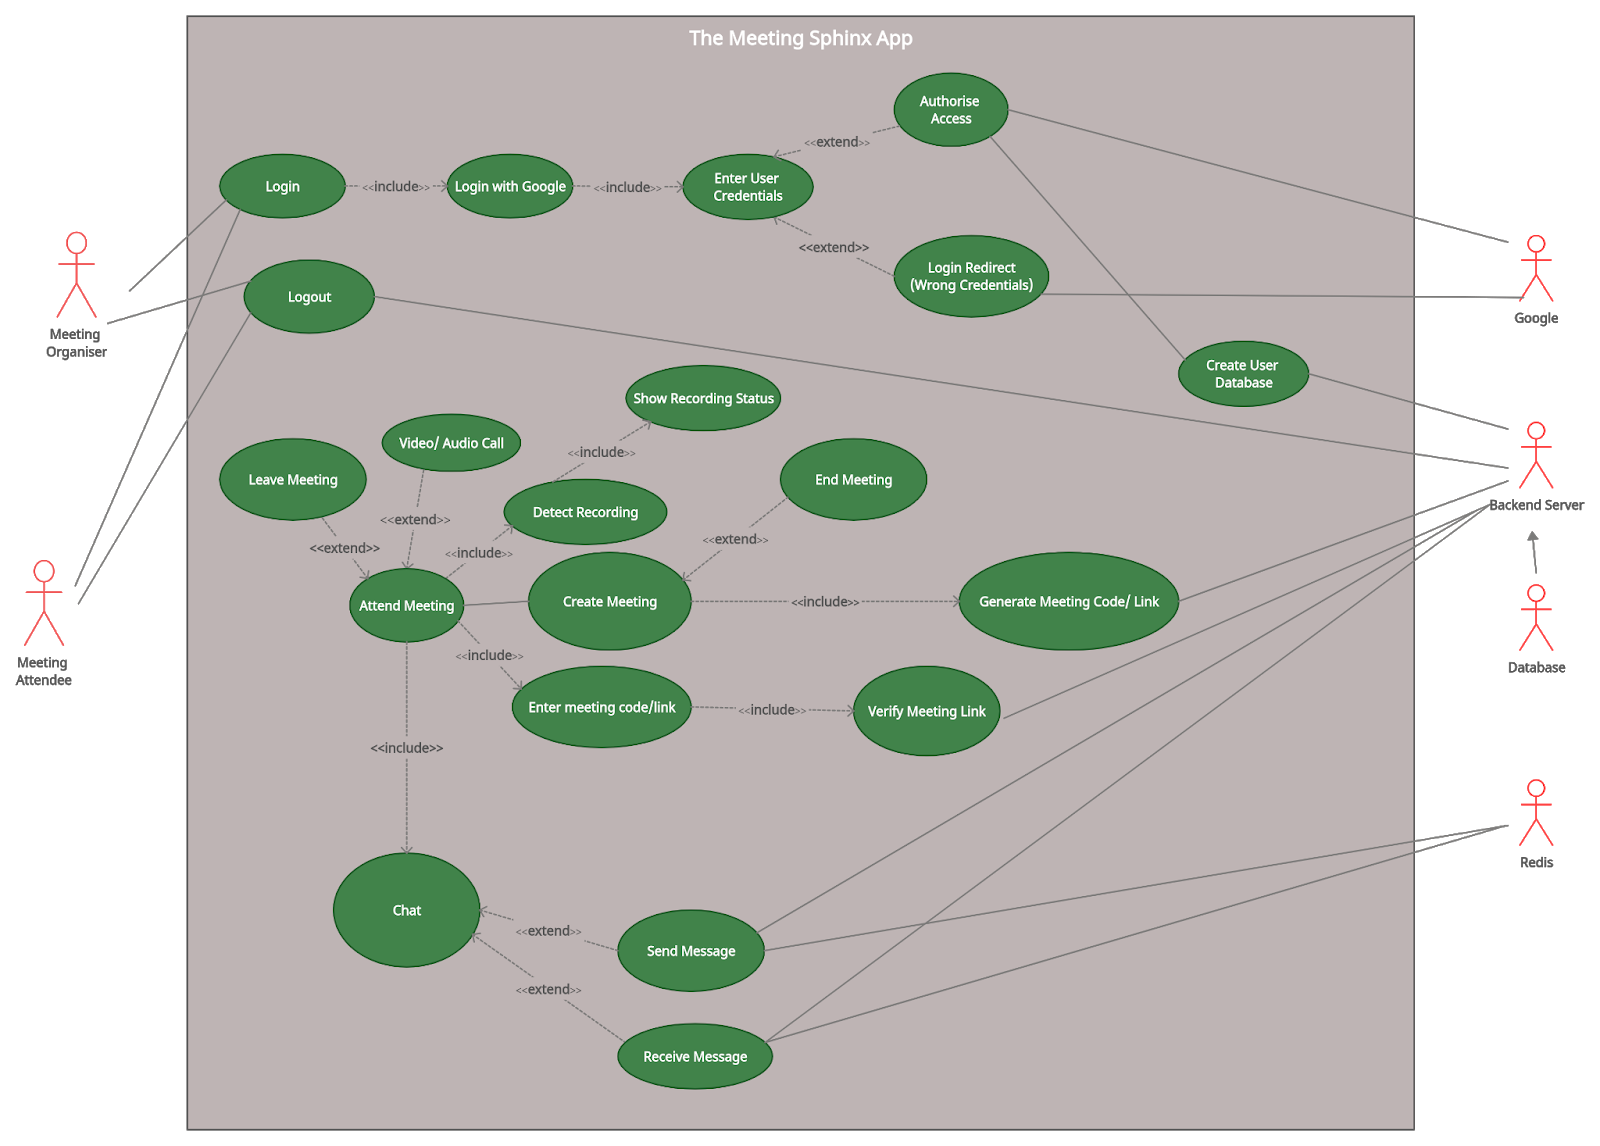 The Meeting Sphinx App
Authorise
Access
<<extend>>
Login
<<include>>
Login with Google
<<include>>
Enter User
Credentials
<<extend>>
Login Redirect
(Wrong Credentials)
Logout
Meeting
Organiser
Google
Create User
Database
Show Recording Status
Video/ Audio Call
<<include>>
Leave Meeting
End Meeting
Detect Recording
Backend Server
<<extend>>
<<extend>>
<<include>>
<<extend>>
Attend Meeting
Create Meeting
<<include>>
Generate Meeting Code/ Link
<<include>>
Meeting
Attendee
Database
Enter meeting code/link
<<include>>
Verify Meeting Link
<<include>>
Redis
Chat
<<extend>>
Send Message
<<extend>>
Receive Message